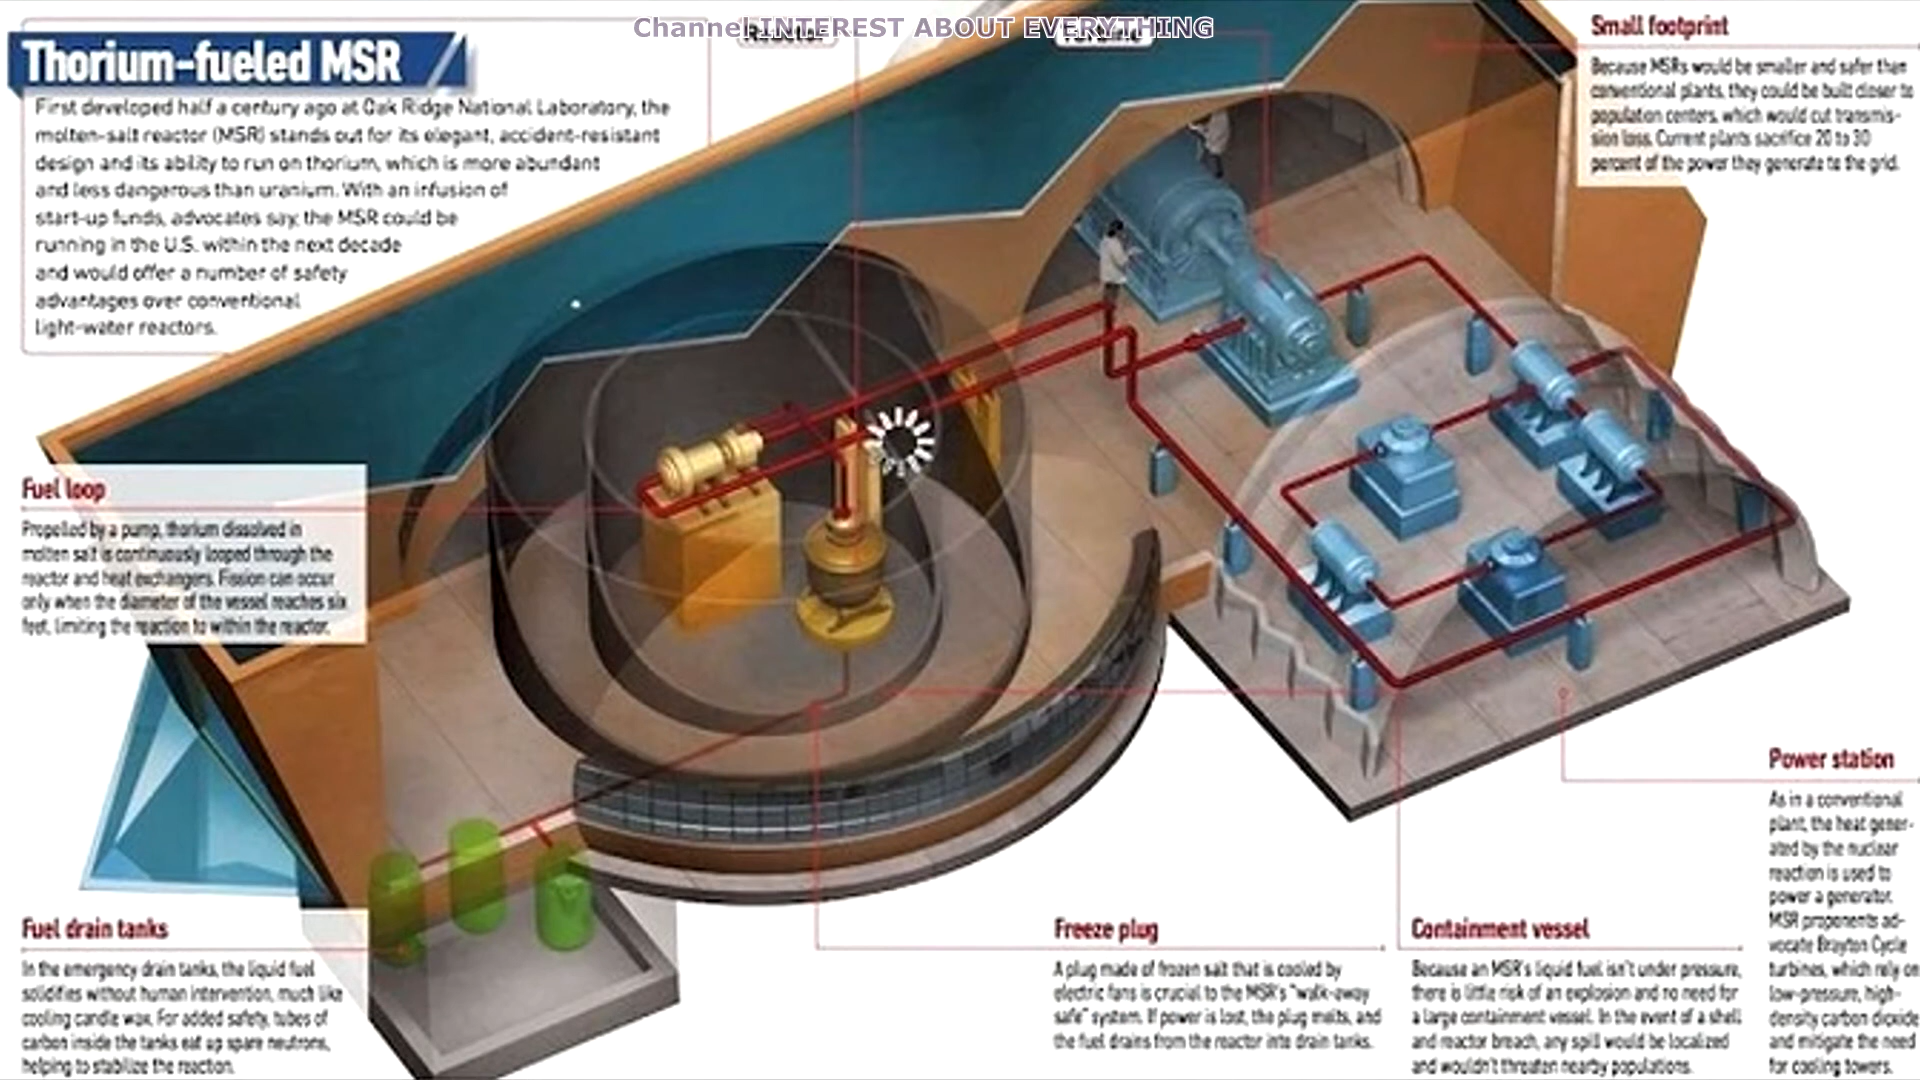 Channel INTEREST ABOUT EVERYTHING
Reactor
Turbine
Thorium-fueled MSR
First developed half a century ago at Oak Ridge National Laboratory, the
molten-salt reactor (MSR) stands out for its elegant, accident-resistant
design and its ability to run on thorium, which is more abundant
and less dangerous than uranium. With an infusion of
start-up funds, advocates say, the MSR could be
running in the U.S. within the next decade
and would offer a number of safety
advantages over conventional
light-water reactors.
Small footprint
Because MSRs would be smaller and safer than
conventional plants, they could be built closer to
population centers, which would cut transmis-
sion loss. Current plants sacrifice 20 to 30
percent of the power they generate to the grid.
Fuel loop
Propelled by a pump, thorium dissolved in
molten salt is continuously looped through the
reactor and heat exchangers. Fission can occur
only when the diameter of the vessel reaches six
feet, limiting the reaction to within the reactor.
Fuel drain tanks
In the emergency drain tanks, the liquid fuel
solidifies without human intervention, much like
cooling candle wax. For added safety, tubes of
carbon inside the tanks eat up spare neutrons,
helping to stabilize the reaction.
Freeze plug
A plug made of frozen salt that is cooled by
electric fans is crucial to the MSR's "walk-away
safe" system. If power is lost, the plug melts, and
the fuel drains from the reactor into drain tanks.
Containment vessel
Because an MSR's liquid fuel isn't under pressure,
there is little risk of an explosion and no need for
a large containment vessel. In the event of a shell
and reactor breach, any spill would be localized
and wouldn't threaten nearby populations.
Power station
As in a conventional
plant, the heat gener-
ated by the nuclear
reaction is used to
power a generator.
MSR proponents ad-
vocate Brayton Cycle
turbines, which rely on
low-pressure, high-
density carbon dioxide
and mitigate the need
for cooling towers.